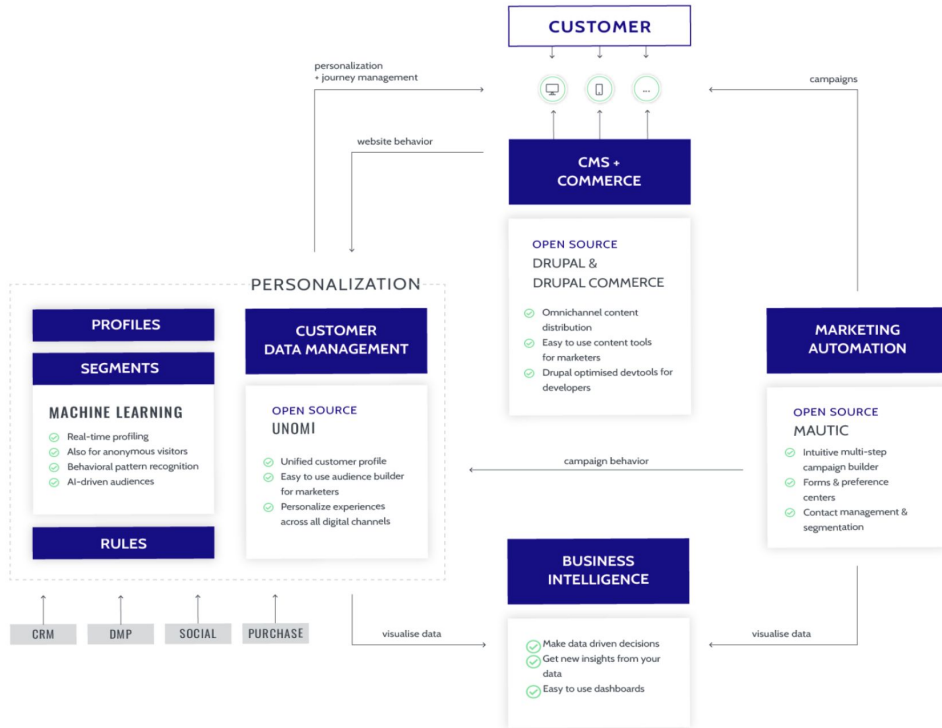 CUSTOMER
personalization
+ journey management
campaigns
...
website behavior
CMS +
COMMERCE
OPEN SOURCE
DRUPAL &
DRUPAL COMMERCE
Omnichannel content
distribution
Easy to use content tools
for marketers
Drupal optimised devtools for
developers
PERSONALIZATION
PROFILES
SEGMENTS
MACHINE LEARNING
Real-time profiling
Also for anonymous visitors
Behavioral pattern recognition
AI-driven audiences
RULES
CUSTOMER
DATA MANAGEMENT
OPEN SOURCE
UNOMI
Unified customer profile
Easy to use audience builder
for marketers
Personalize experiences
across all digital channels
MARKETING
AUTOMATION
OPEN SOURCE
MAUTIC
Intuitive multi-step
campaign builder
Forms & preference
centers
Contact management &
segmentation
campaign behavior
BUSINESS
INTELLIGENCE
Make data driven decisions
Get new insights from your
data
Easy to use dashboards
CRM
DMP
SOCIAL
PURCHASE
visualise data
visualise data